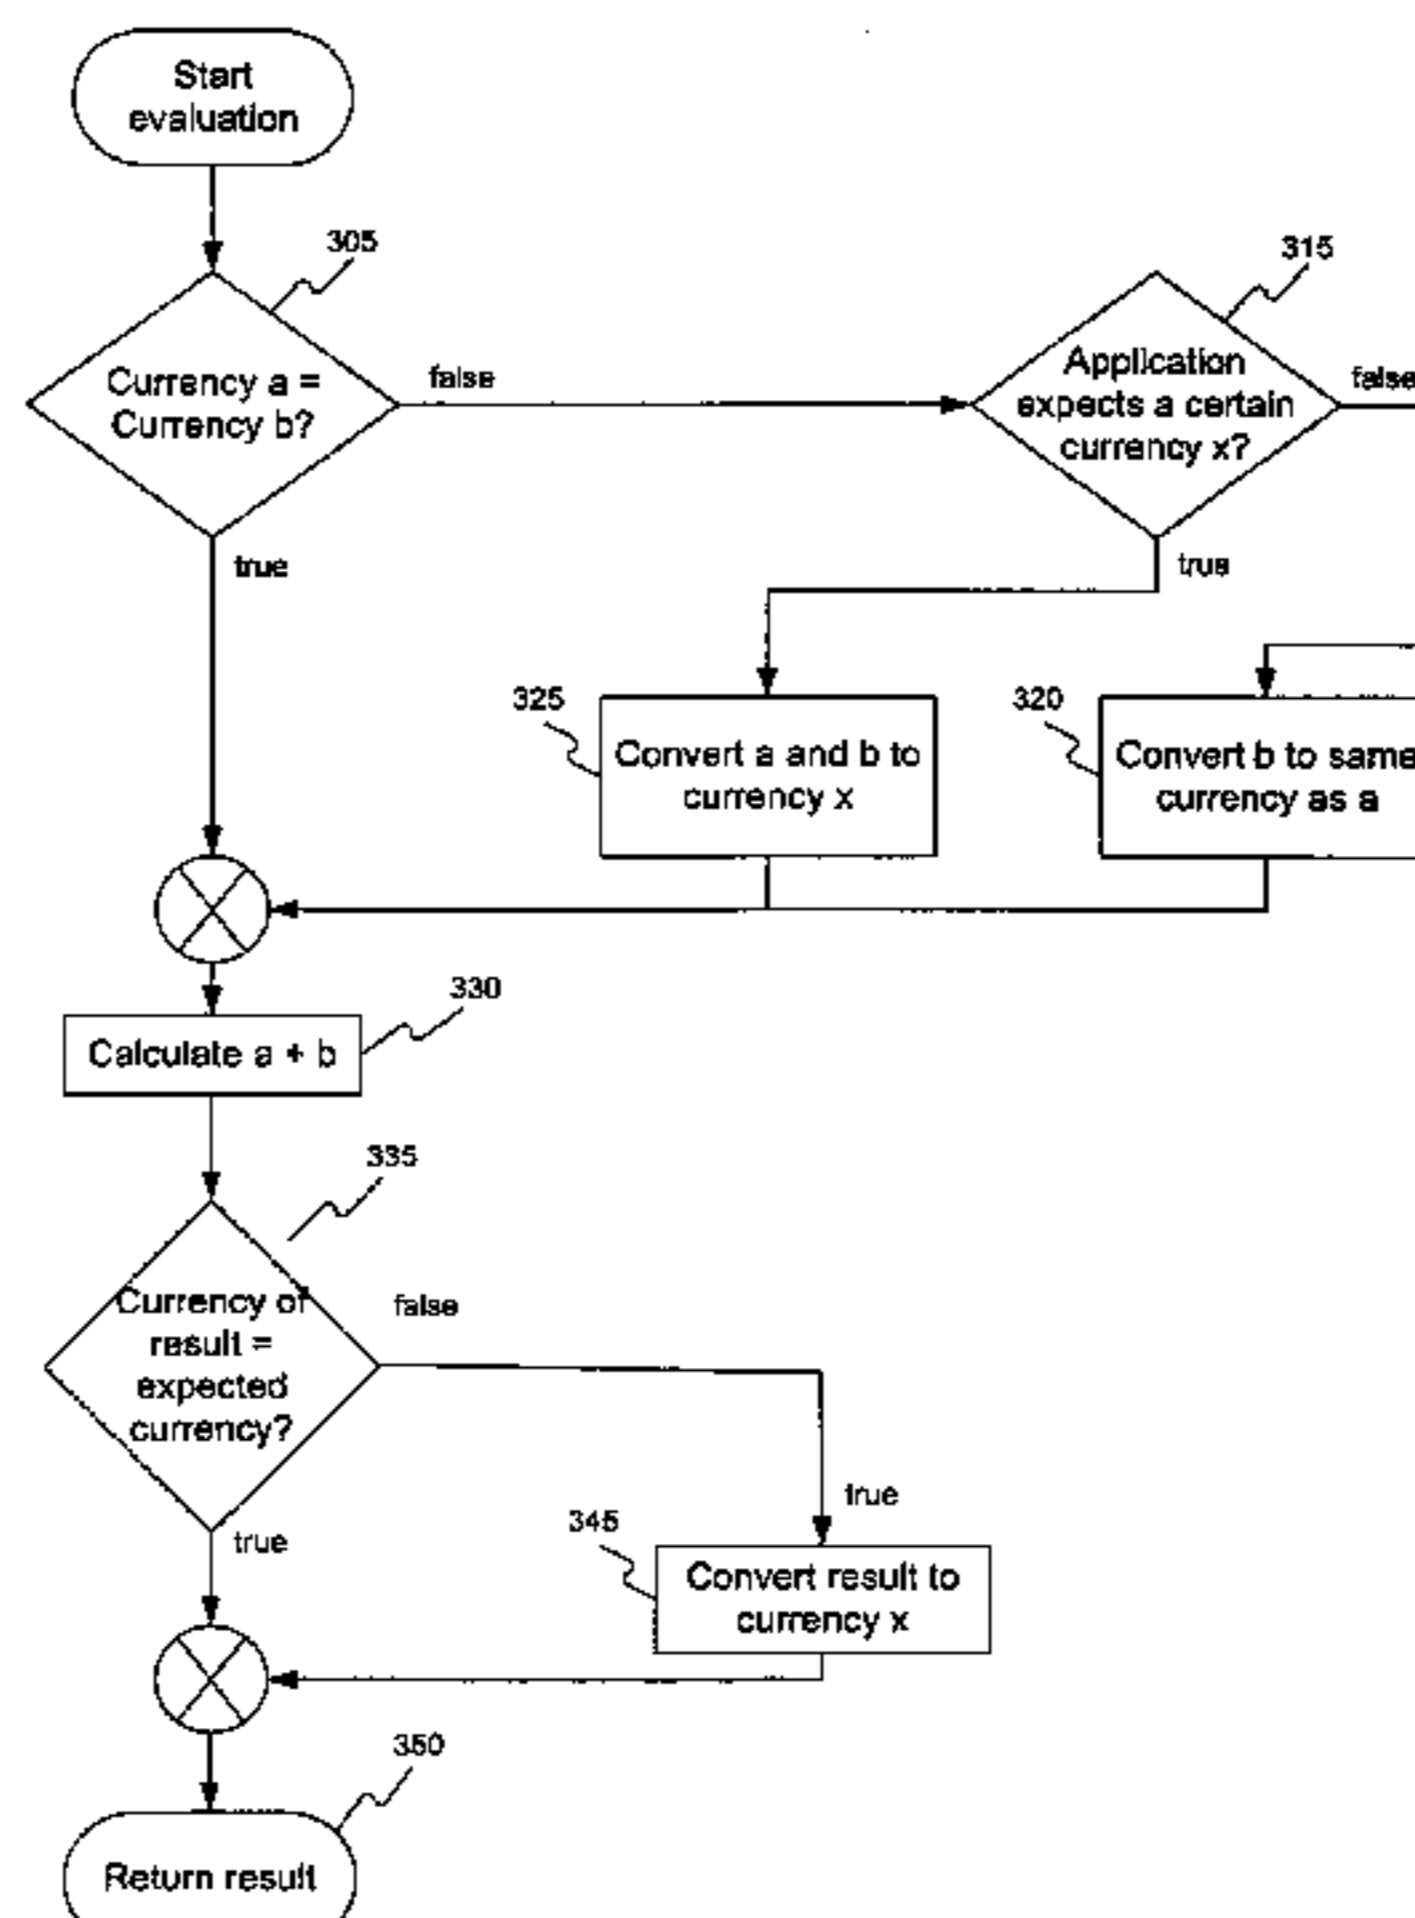 Start
evaluation
305
315
Currency a =
Currency b?
false
Application
expects a certain
currency x?
false
true
true
325
320
Convert a and b to
currency x
Convert b to same
currency as a
330
Calculate a + b
335
Currency of
result =
expected
currency?
false
true
345
true
Convert result to
currency x
350
Return result